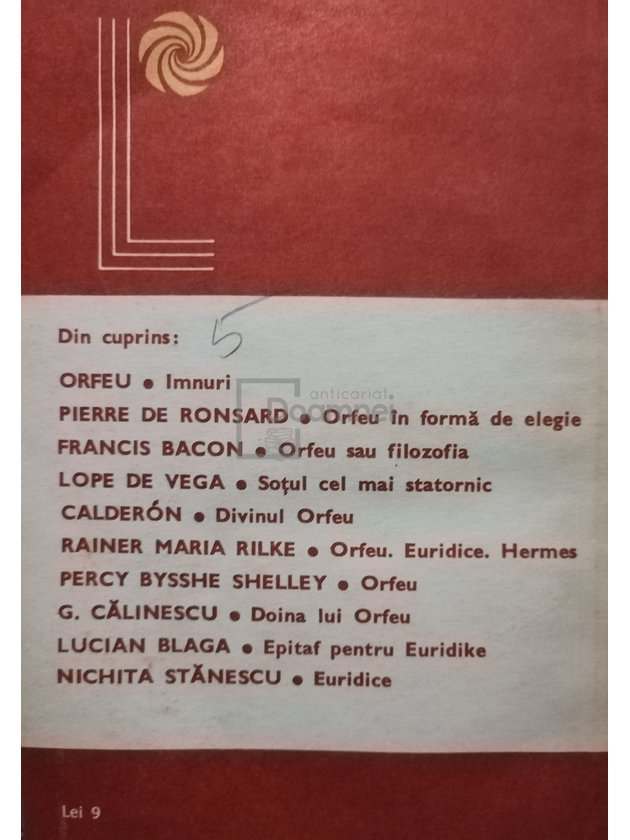 Din cuprins: 5
ORFEU • Imnuri
anticariat
PIERRE DE RONSARD • Orfeu în formă de elegie
FRANCIS BACON • Orfeu sau filozofia
LOPE DE VEGA • Soțul cel mai statornic
CALDERÓN • Divinul Orfeu
RAINER MARIA RILKE • Orfeu. Euridice. Hermes
PERCY BYSSHE SHELLEY • Orfeu
G. CĂLINESCU • Doina lui Orfeu
LUCIAN BLAGA • Epitaf pentru Euridike
NICHITA STĂNESCU • Euridice
Lei 9